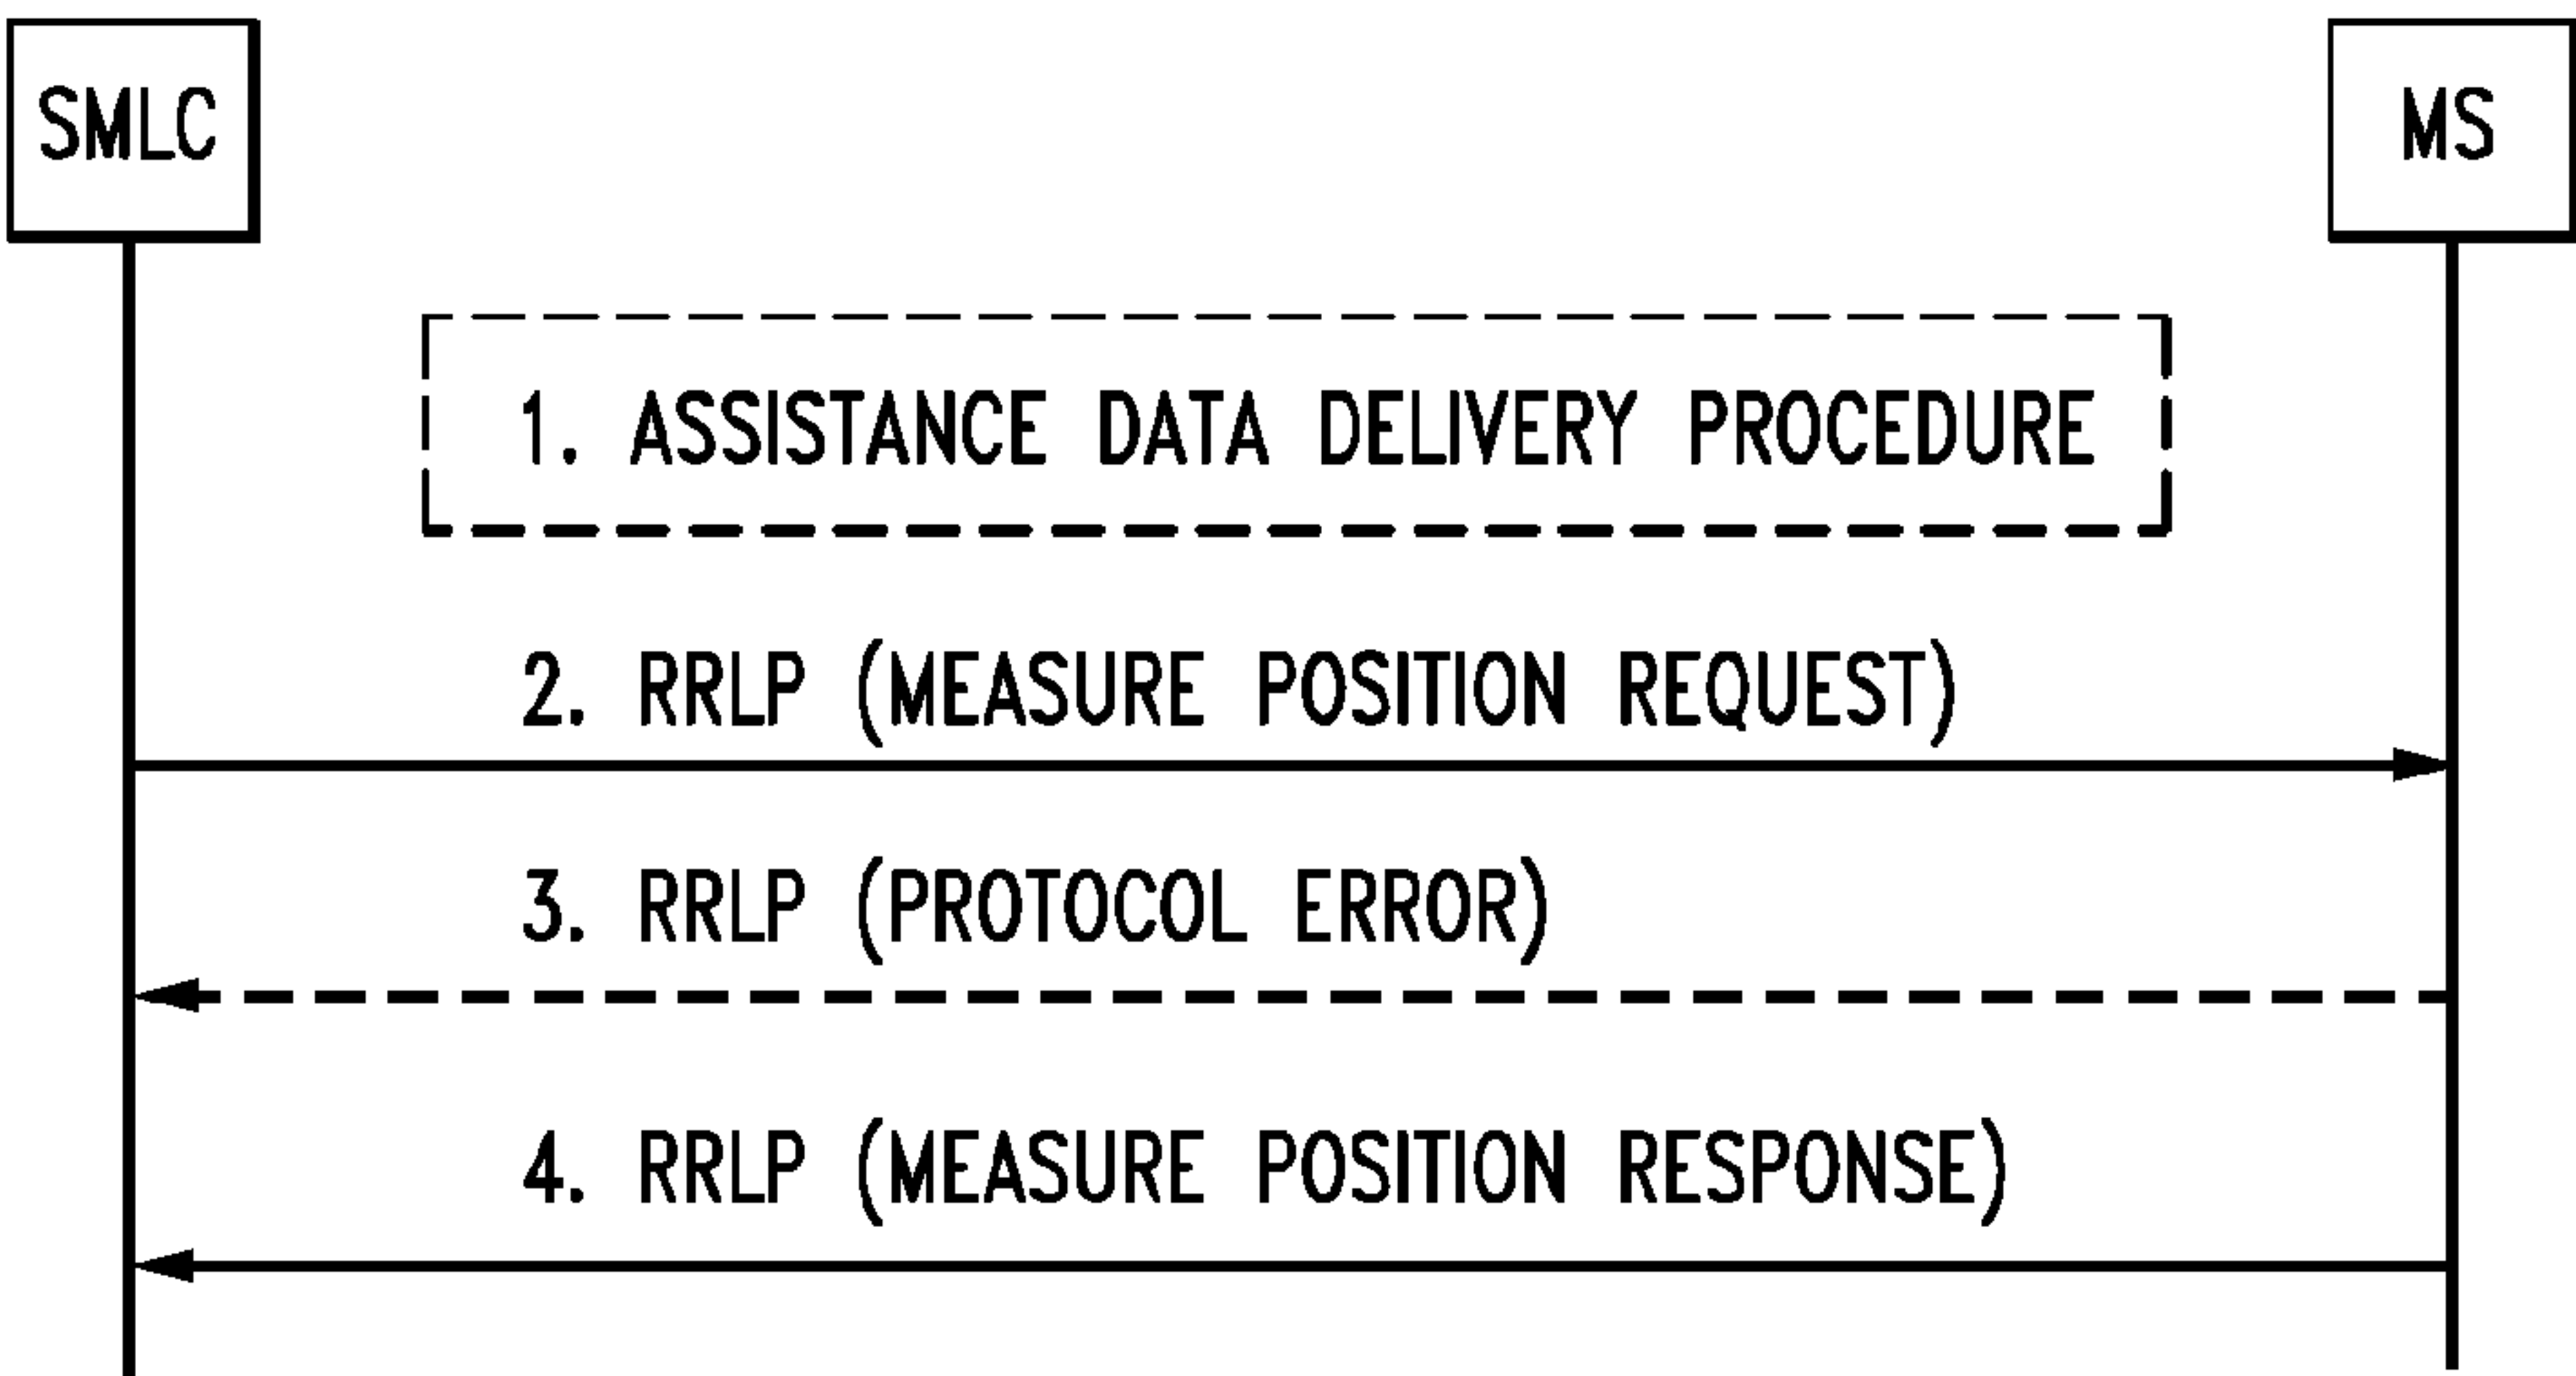 SMLC
MS
1. ASSISTANCE DATA DELIVERY PROCEDURE
2. RRLP (MEASURE POSITION REQUEST)
3. RRLP (PROTOCOL ERROR)
4. RRLP (MEASURE POSITION RESPONSE)